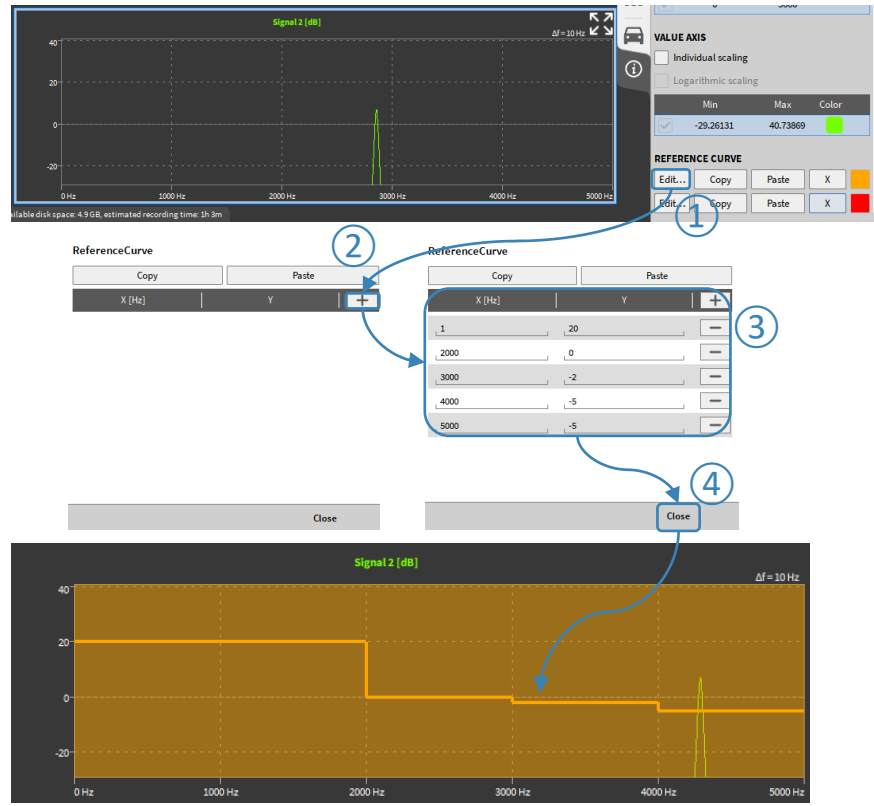 Signal 2 [dB]
Δf = 10 Hz
40
20
0
-20
0 Hz
1000 Hz
2000 Hz
3000 Hz
4000 Hz
5000 Hz
ailable disk space: 4.9 GB, estimated recording time: 1h 3m
VALUE AXIS
Individual scaling
Logarithmic scaling
Min Max Color
-29.26131 40.73869
REFERENCE CURVE
Edit... Copy Paste X
Edit... Copy Paste X
1
2
ReferenceCurve
Copy Paste
X [Hz] Y +
Close
ReferenceCurve
Copy Paste
X [Hz] Y +
1 20 −
2000 0 −
3000 -2 −
4000 -5 −
5000 -5 −
3
4
Close
Signal 2 [dB]
Δf = 10 Hz
40
20
0
-20
0 Hz
1000 Hz
2000 Hz
3000 Hz
4000 Hz
5000 Hz